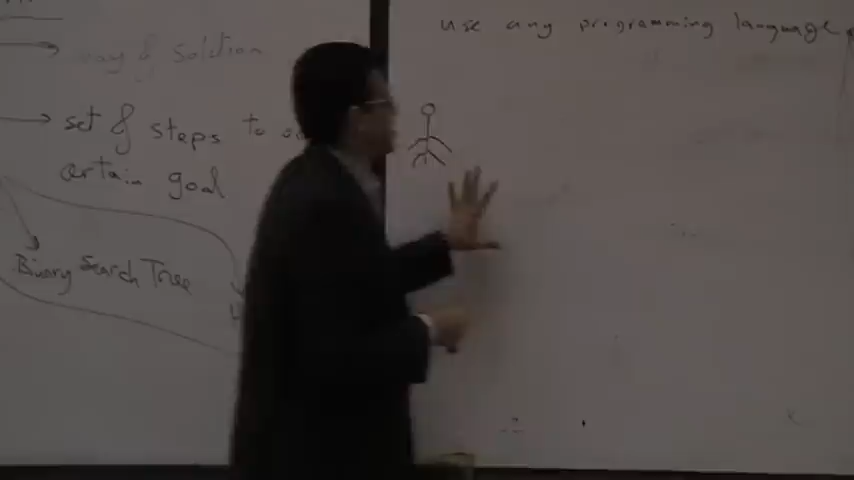 way of solution
set of steps to
certain goal
Binary Search Tree
use any programming language